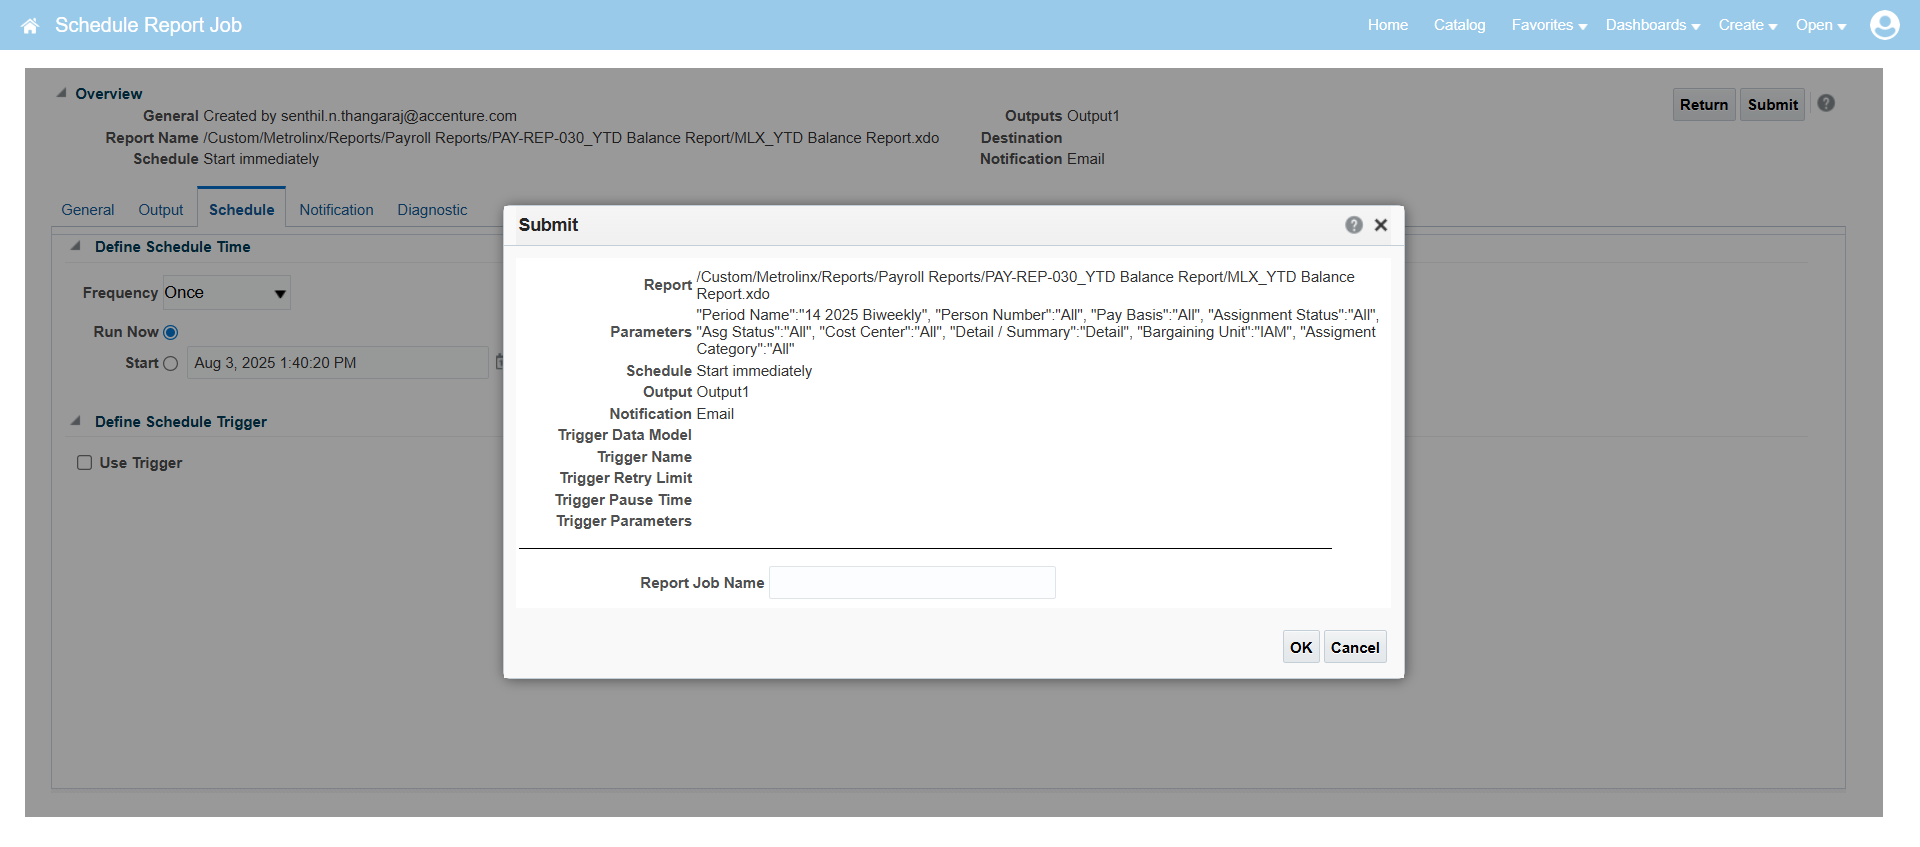 Schedule Report Job
Home Catalog Favorites Dashboards Create Open
Overview
General Created by senthil.n.thangaraj@accenture.com
Report Name /Custom/Metrolinx/Reports/Payroll Reports/PAY-REP-030_YTD Balance Report/MLX_YTD Balance Report.xdo
Schedule Start immediately
Outputs Output1
Destination
Notification Email
Return Submit
General Output Schedule Notification Diagnostic
Define Schedule Time
Frequency Once
Run Now
Start Aug 3, 2025 1:40:20 PM
Define Schedule Trigger
Use Trigger
Submit
Report /Custom/Metrolinx/Reports/Payroll Reports/PAY-REP-030_YTD Balance Report/MLX_YTD Balance
Report.xdo
"Period Name":"14 2025 Biweekly", "Person Number":"All", "Pay Basis":"All", "Assignment Status":"All",
Parameters "Asg Status":"All", "Cost Center":"All", "Detail / Summary":"Detail", "Bargaining Unit":"IAM", "Assigment
Category":"All"
Schedule Start immediately
Output Output1
Notification Email
Trigger Data Model
Trigger Name
Trigger Retry Limit
Trigger Pause Time
Trigger Parameters
Report Job Name
OK Cancel